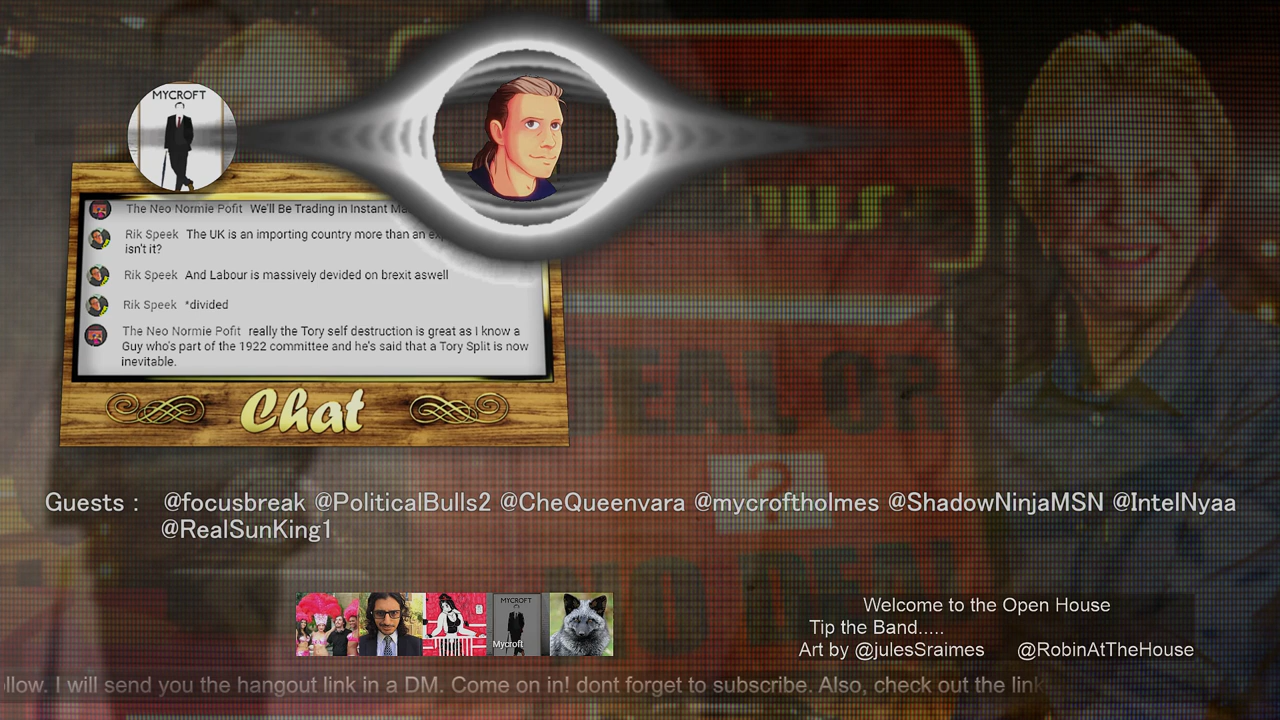 MYCROFT
The Neo Normie Pofit We'll Be Trading in Instant
Rik Speek The UK is an importing country more than an
isn't it?
Rik Speek And Labour is massively devided on brexit aswell
Rik Speek *divided
The Neo Normie Pofit really the Tory self destruction is great as I know a
Guy who's part of the 1922 committee and he's said that a Tory Split is now
inevitable.
Chat
DEAL OR
?
NO DEAL
Guests : @focusbreak @PoliticalBulls2 @CheQueenvara @mycroftholmes @ShadowNinjaMSN @IntelNyaa
@RealSunKing1
MYCROFT
Mycroft
Welcome to the Open House
Tip the Band.....
Art by @julesSraimes @RobinAtTheHouse
llow. I will send you the hangout link in a DM. Come on in! dont forget to subscribe. Also, check out the link